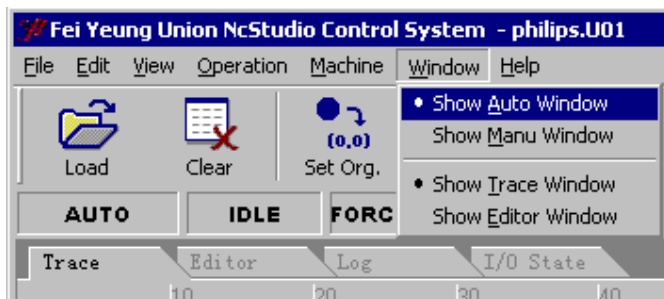 Fei Yeung Union NcStudio Control System - philips.U01
File Edit View Operation Machine Window Help
Show Auto Window
Show Manu Window
Show Trace Window
Show Editor Window
(0,0)
Load Clear Set Org.
AUTO IDLE FORC
Trace Editor Log I/O State
10 20 30 40